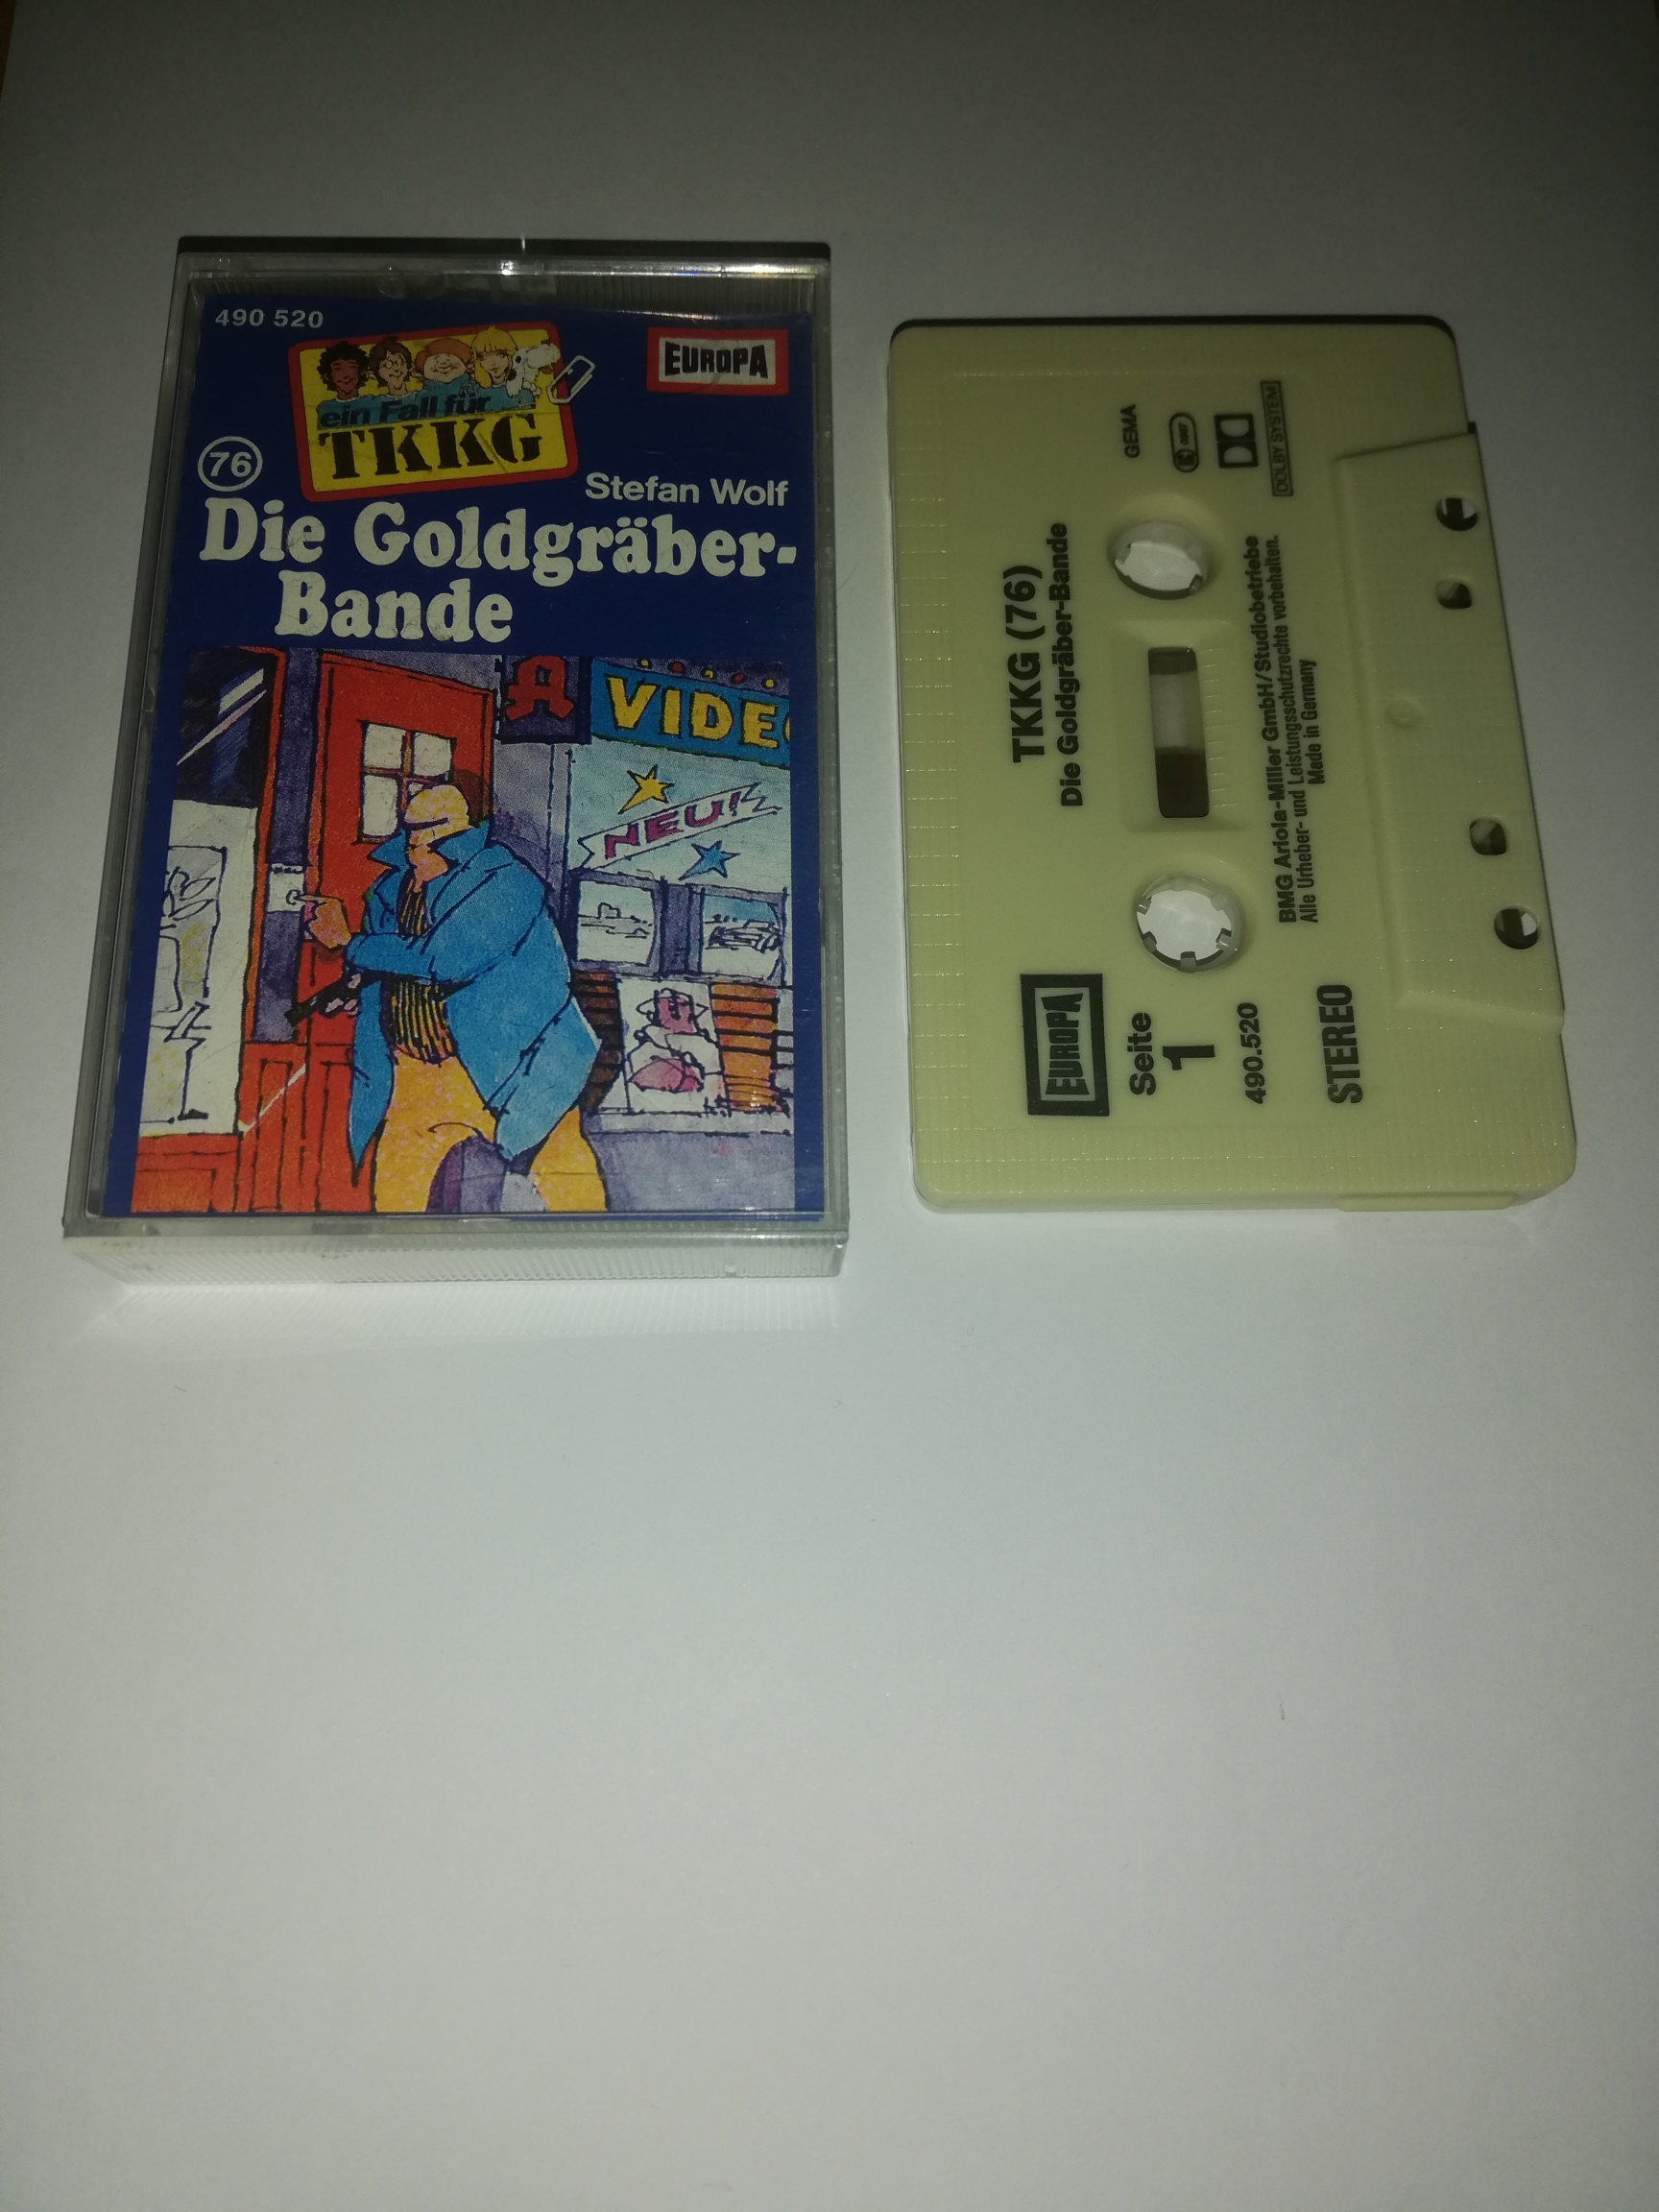 490 520
EUROPA
ein Fall für
TKKG
76
Stefan Wolf
Die Goldgräber-
Bande
A
VIDEO
NEU!
TKKG (76)
Die Goldgräber-Bande
GEMA
DOLBY SYSTEM
BMG Ariola-Miller GmbH/Studiobetriebe
Alle Urheber- und Leistungsschutzrechte vorbehalten.
Made in Germany
EUROPA
Seite
1
490.520
STEREO